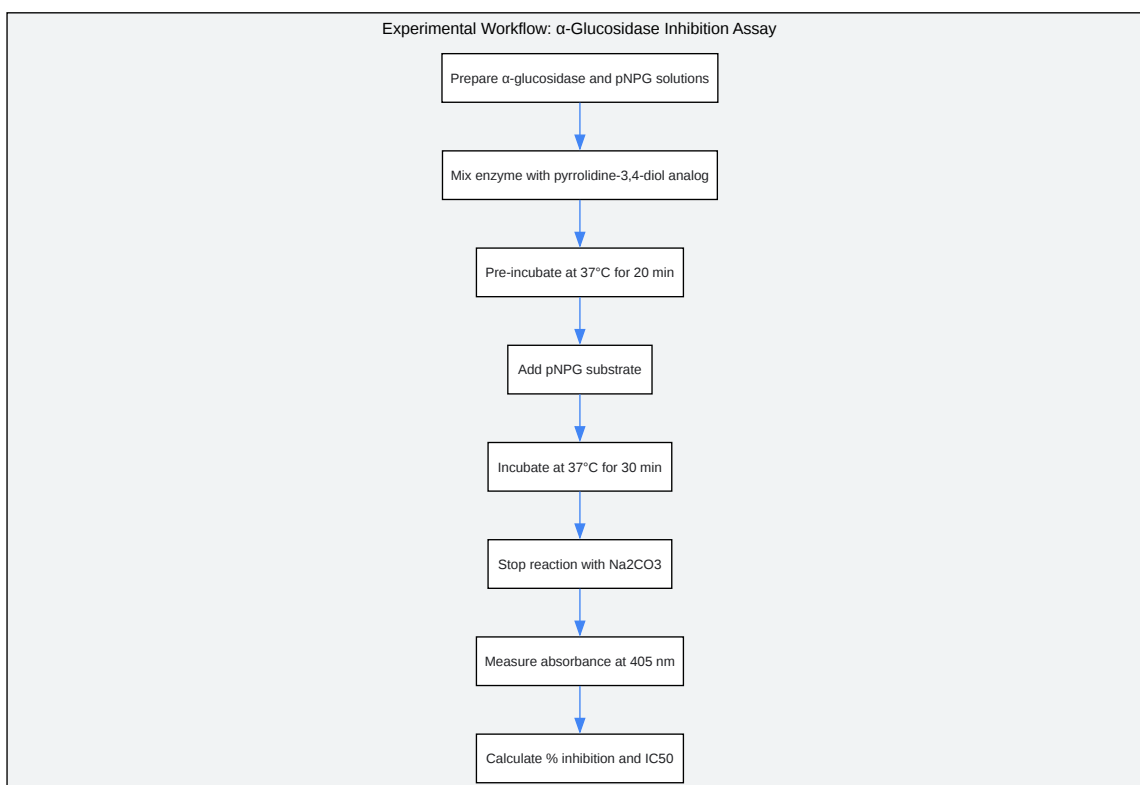 Experimental Workflow: α-Glucosidase Inhibition Assay
Prepare α-glucosidase and pNPG solutions
Mix enzyme with pyrrolidine-3,4-diol analog
Pre-incubate at 37°C for 20 min
Add pNPG substrate
Incubate at 37°C for 30 min
Stop reaction with Na2CO3
Measure absorbance at 405 nm
Calculate % inhibition and IC50